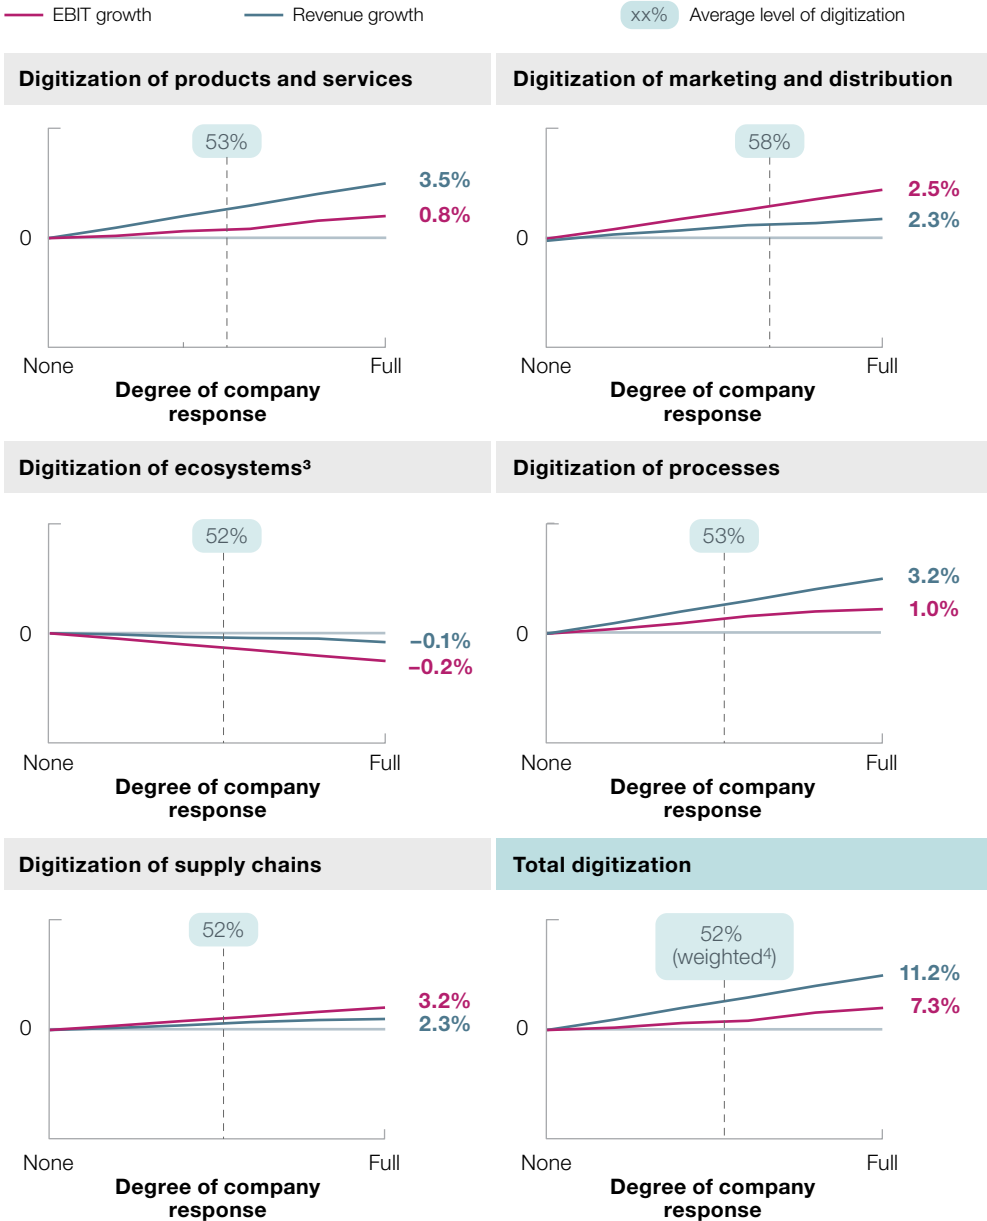 EBIT growth
Revenue growth
xx%
Average level of digitization
Digitization of products and services
53%
3.5%
0.8%
0
None
Full
Degree of company
response
Digitization of marketing and distribution
58%
2.5%
2.3%
0
None
Full
Degree of company
response
Digitization of ecosystems³
52%
0
–0.1%
–0.2%
None
Full
Degree of company
response
Digitization of processes
53%
3.2%
1.0%
0
None
Full
Degree of company
response
Digitization of supply chains
52%
3.2%
2.3%
0
None
Full
Degree of company
response
Total digitization
52%
(weighted⁴)
11.2%
7.3%
0
None
Full
Degree of company
response